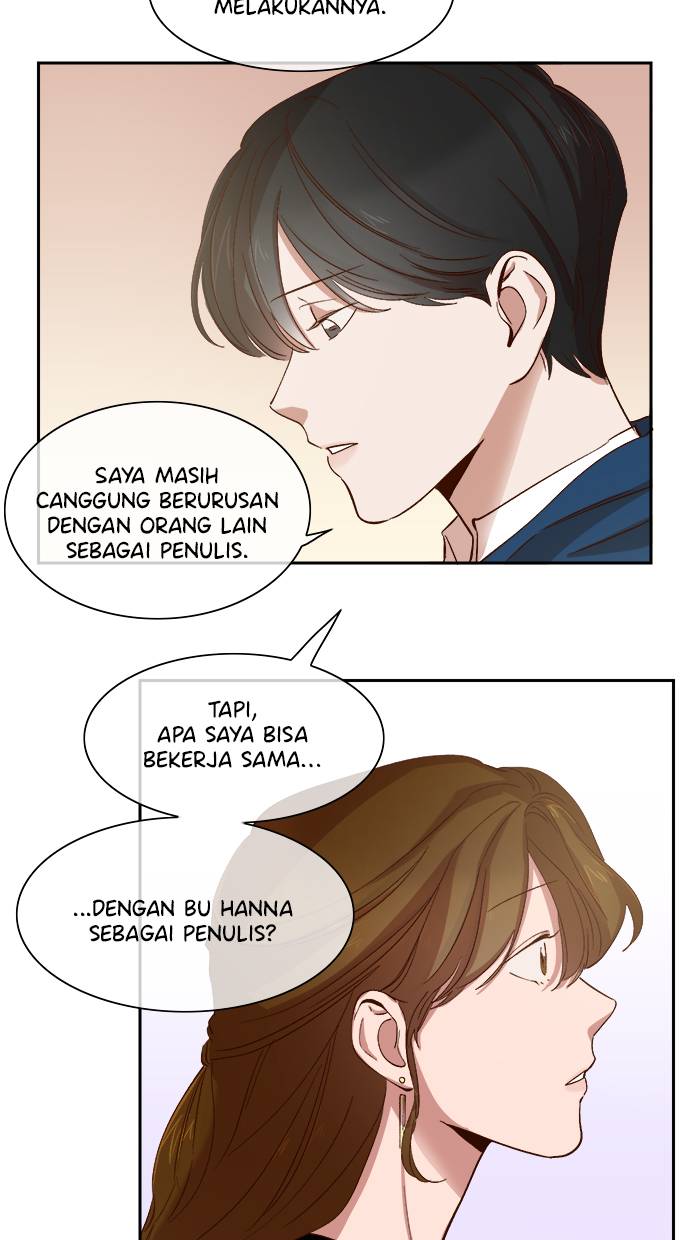 MELAKUKANNYA.
SAYA MASIH
CANGGUNG BERURUSAN
DENGAN ORANG LAIN
SEBAGAI PENULIS.
TAPI,
APA SAYA BISA
BEKERJA SAMA...
...DENGAN BU HANNA
SEBAGAI PENULIS?